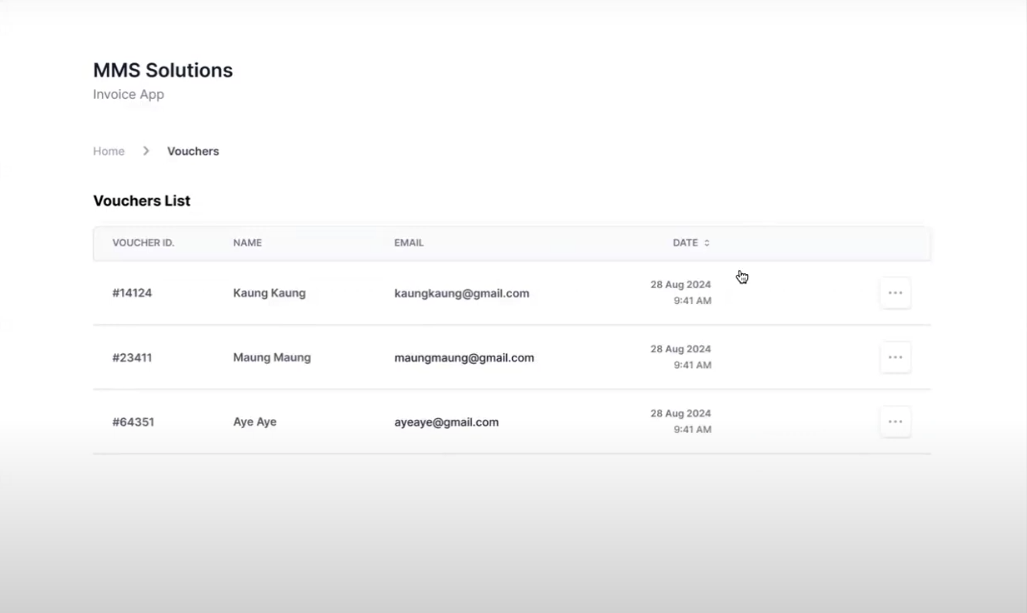 MMS Solutions
Invoice App
Home > Vouchers
Vouchers List
VOUCHER ID. NAME EMAIL DATE
#14124 Kaung Kaung kaungkaung@gmail.com 28 Aug 2024
9:41 AM
#23411 Maung Maung maungmaung@gmail.com 28 Aug 2024
9:41 AM
#64351 Aye Aye ayeaye@gmail.com 28 Aug 2024
9:41 AM